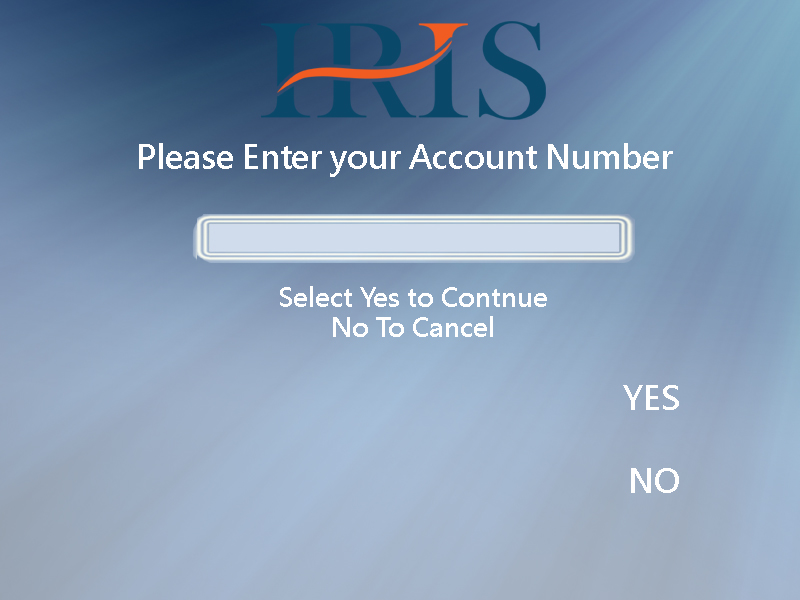 IRIS
Please Enter your Account Number
Select Yes to Contnue
No To Cancel
YES
NO